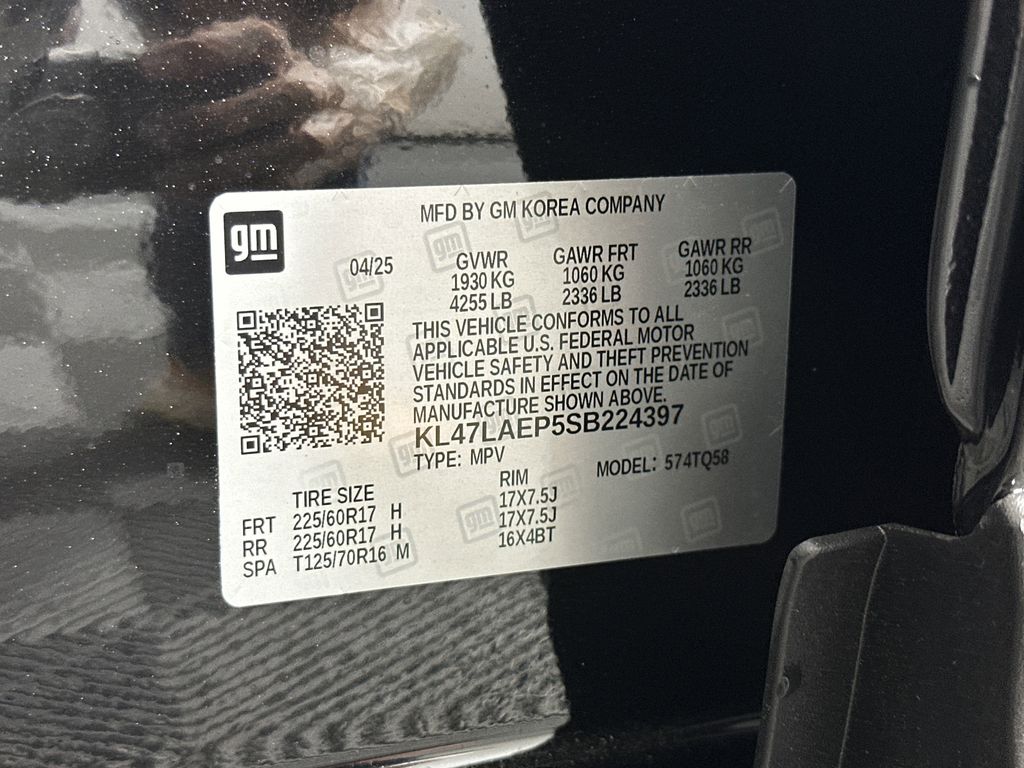 gm
MFD BY GM KOREA COMPANY
04/25 GVWR GAWR FRT GAWR RR
1930 KG 1060 KG 1060 KG
4255 LB 2336 LB 2336 LB
THIS VEHICLE CONFORMS TO ALL
APPLICABLE U.S. FEDERAL MOTOR
VEHICLE SAFETY AND THEFT PREVENTION
STANDARDS IN EFFECT ON THE DATE OF
MANUFACTURE SHOWN ABOVE.
KL47LAEP5SB224397
TYPE: MPV MODEL: 574TQ58
TIRE SIZE RIM
FRT 225/60R17 H 17X7.5J
RR 225/60R17 H 17X7.5J
SPA T125/70R16 M 16X4BT